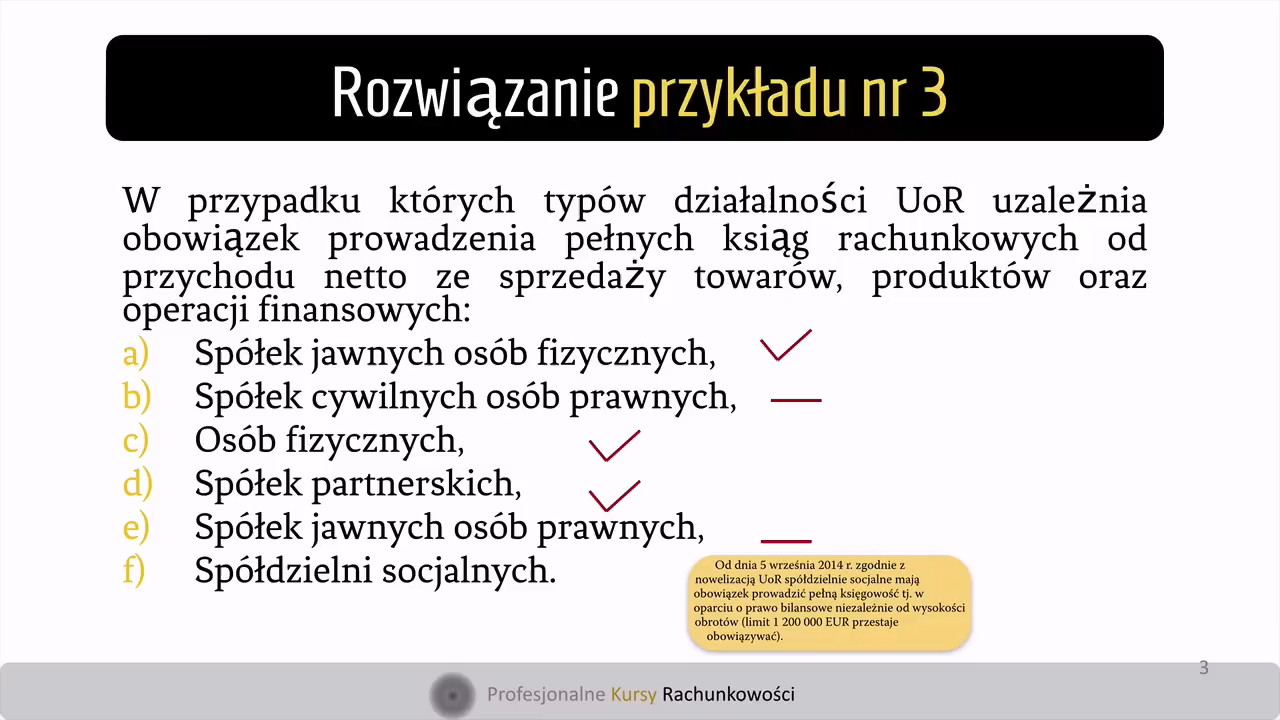 Rozwiązanie przykładu nr 3
W przypadku których typów działalności UoR uzależnia
obowiązek prowadzenia pełnych ksiąg rachunkowych od
przychodu netto ze sprzedaży towarów, produktów oraz
operacji finansowych:
a) Spółek jawnych osób fizycznych,
b) Spółek cywilnych osób prawnych,
c) Osób fizycznych,
d) Spółek partnerskich,
e) Spółek jawnych osób prawnych,
f) Spółdzielni socjalnych.
Od dnia 5 września 2014 r. zgodnie z
nowelizacją UoR spółdzielnie socjalne mają
obowiązek prowadzić pełną księgowość tj. w
oparciu o prawo bilansowe niezależnie od wysokości
obrotów (limit 1 200 000 EUR przestaje
obowiązywać).
3
Profesjonalne Kursy Rachunkowości